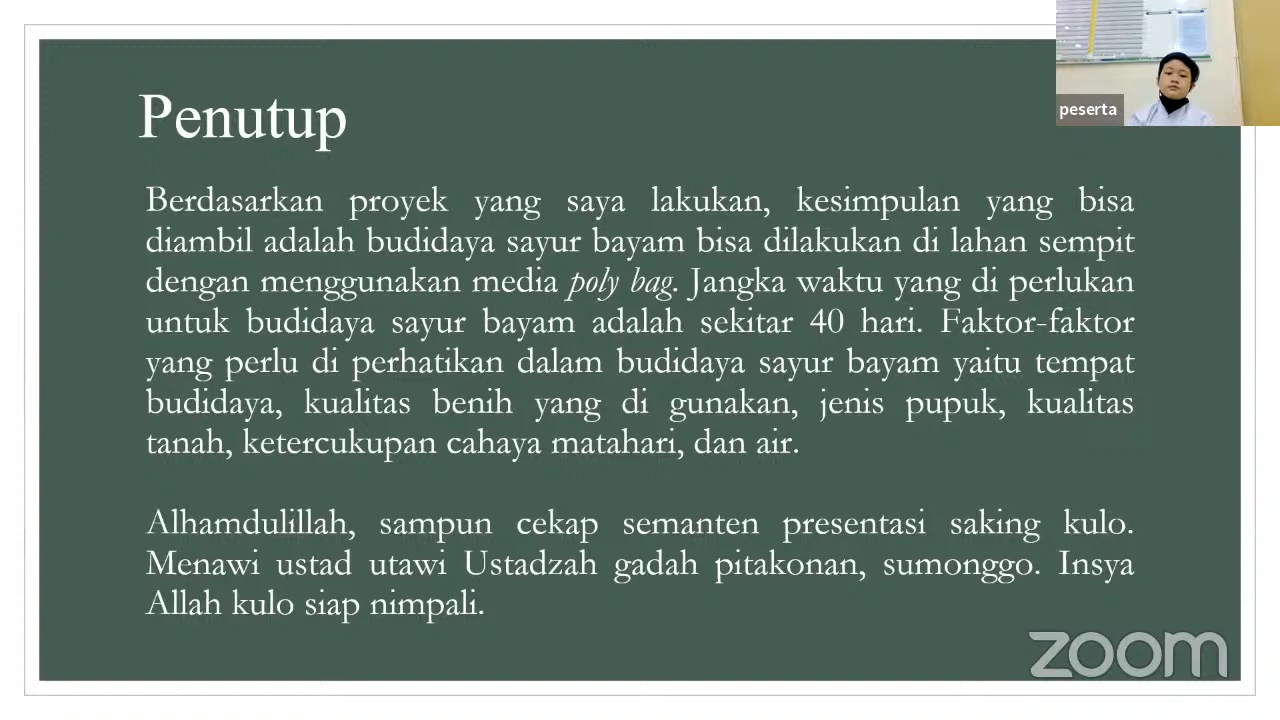 peserta
Penutup
Berdasarkan proyek yang saya lakukan, kesimpulan yang bisa
diambil adalah budidaya sayur bayam bisa dilakukan di lahan sempit
dengan menggunakan media poly bag. Jangka waktu yang di perlukan
untuk budidaya sayur bayam adalah sekitar 40 hari. Faktor-faktor
yang perlu di perhatikan dalam budidaya sayur bayam yaitu tempat
budidaya, kualitas benih yang di gunakan, jenis pupuk, kualitas
tanah, ketercukupan cahaya matahari, dan air.
Alhamdulillah, sampun cekap semanten presentasi saking kulo.
Menawi ustad utawi Ustadzah gadah pitakonan, sumonggo. Insya
Allah kulo siap nimpali.
zoom